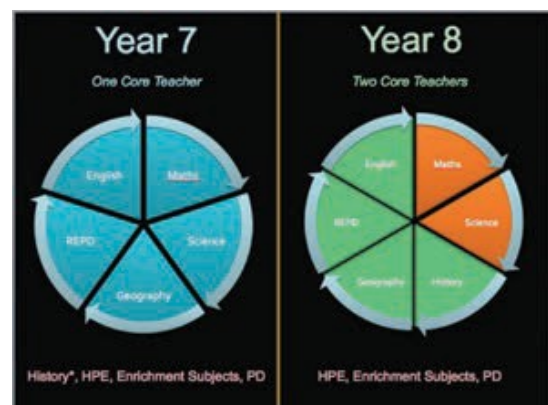 Year 7
One Core Teacher
English
Maths
REPD
Science
Geography
History*, HPE, Enrichment Subjects, PD
Year 8
Two Core Teachers
English
Maths
REPD
Science
Geography
History
HPE, Enrichment Subjects, PD